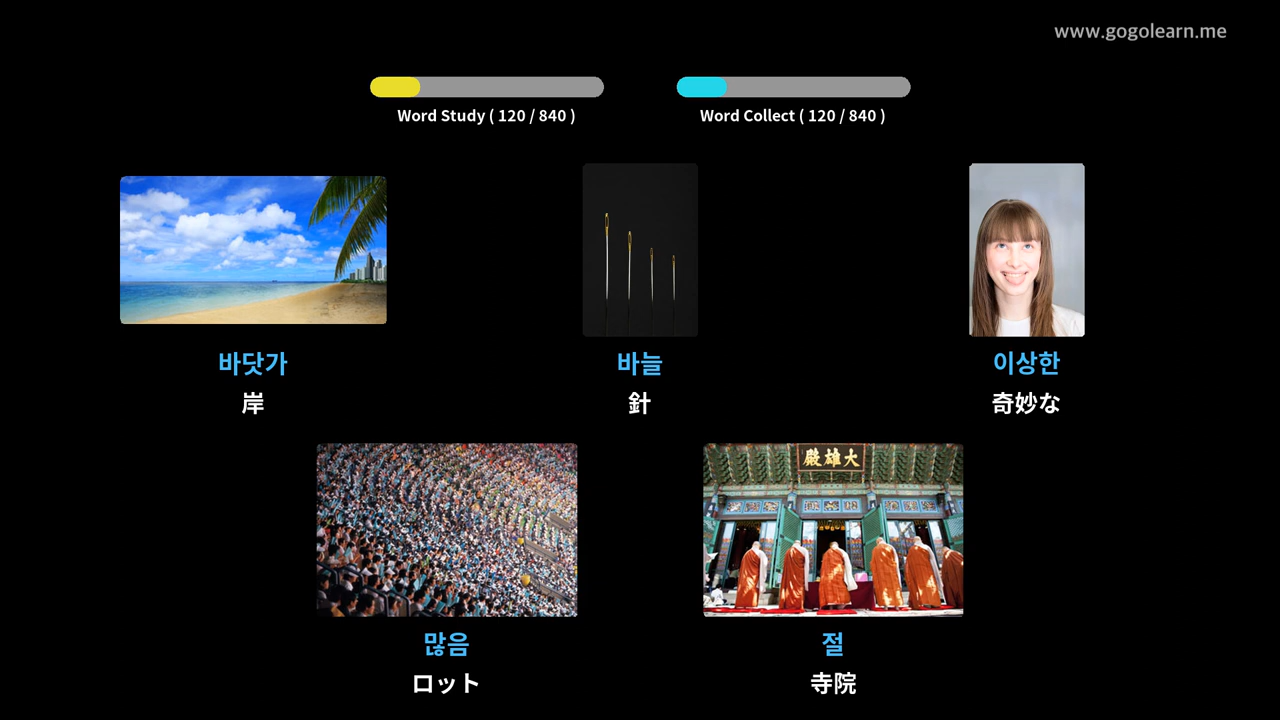 www.gogolearn.me
Word Study ( 120 / 840 )
Word Collect ( 120 / 840 )
바닷가
岸
바늘
針
이상한
奇妙な
殿雄大
많음
ロット
절
寺院